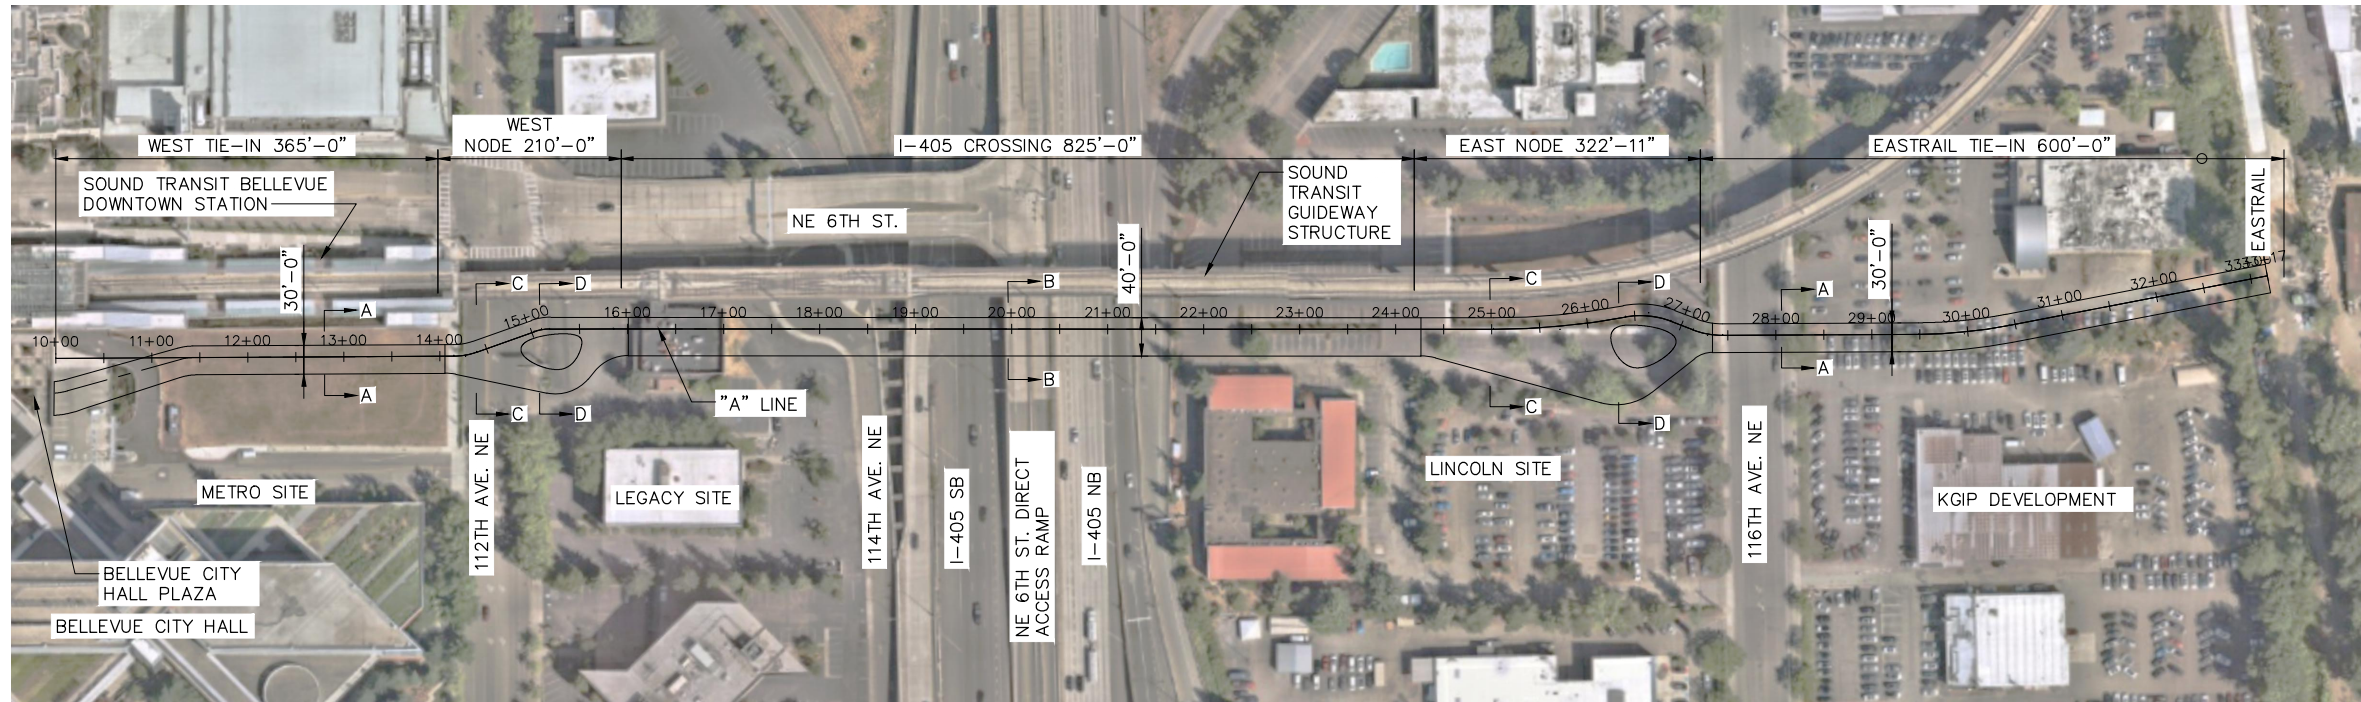 WEST TIE-IN 365'-0"
WEST
NODE 210'-0"
I-405 CROSSING 825'-0"
EAST NODE 322'-11"
EASTRAIL TIE-IN 600'-0"
SOUND TRANSIT BELLEVUE
DOWNTOWN STATION
NE 6TH ST.
SOUND
TRANSIT
GUIDEWAY
STRUCTURE
EASTRAIL
30'-0"
40'-0"
30'-0"
C
D
B
C
D
A
A
10+00
11+00
12+00
13+00
14+00
15+00
16+00
17+00
18+00
19+00
20+00
21+00
22+00
23+00
24+00
25+00
26+00
27+00
28+00
29+00
30+00
31+00
32+00
A
C
D
B
C
D
A
"A" LINE
METRO SITE
112TH AVE. NE
LEGACY SITE
114TH AVE. NE
I-405 SB
NE 6TH ST. DIRECT
ACCESS RAMP
I-405 NB
LINCOLN SITE
116TH AVE. NE
KGIP DEVELOPMENT
BELLEVUE CITY
HALL PLAZA
BELLEVUE CITY HALL